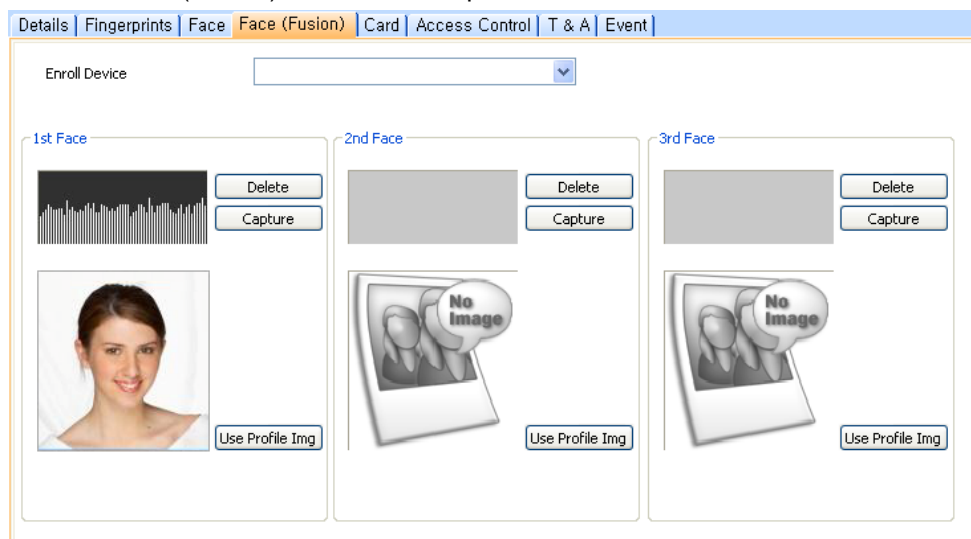 Details Fingerprints Face Face (Fusion) Card Access Control T & A Event
Enroll Device
1st Face 2nd Face 3rd Face
Delete Delete Delete
Capture Capture Capture
No Image No Image
Use Profile Img Use Profile Img Use Profile Img